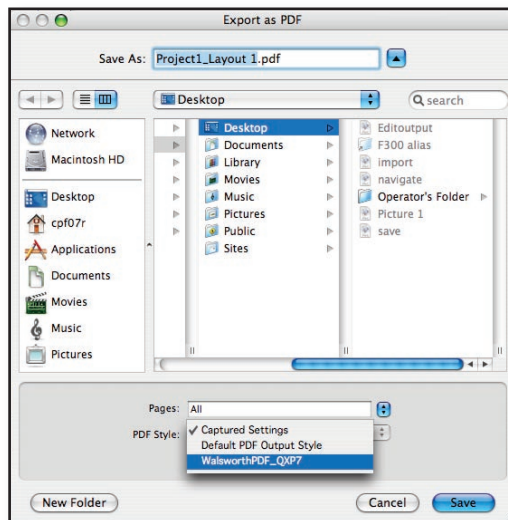 Export as PDF
Save As: Project1_Layout 1.pdf
Desktop
search
Network
Macintosh HD
Desktop
cpf07r
Applications
Documents
Movies
Music
Pictures
Desktop
Documents
Library
Movies
Music
Pictures
Public
Sites
Editoutput
F300 alias
import
navigate
Operator's Folder
Picture 1
save
Pages: All
PDF Style:
Captured Settings
Default PDF Output Style
WalsworthPDF_QXP7
New Folder
Cancel
Save